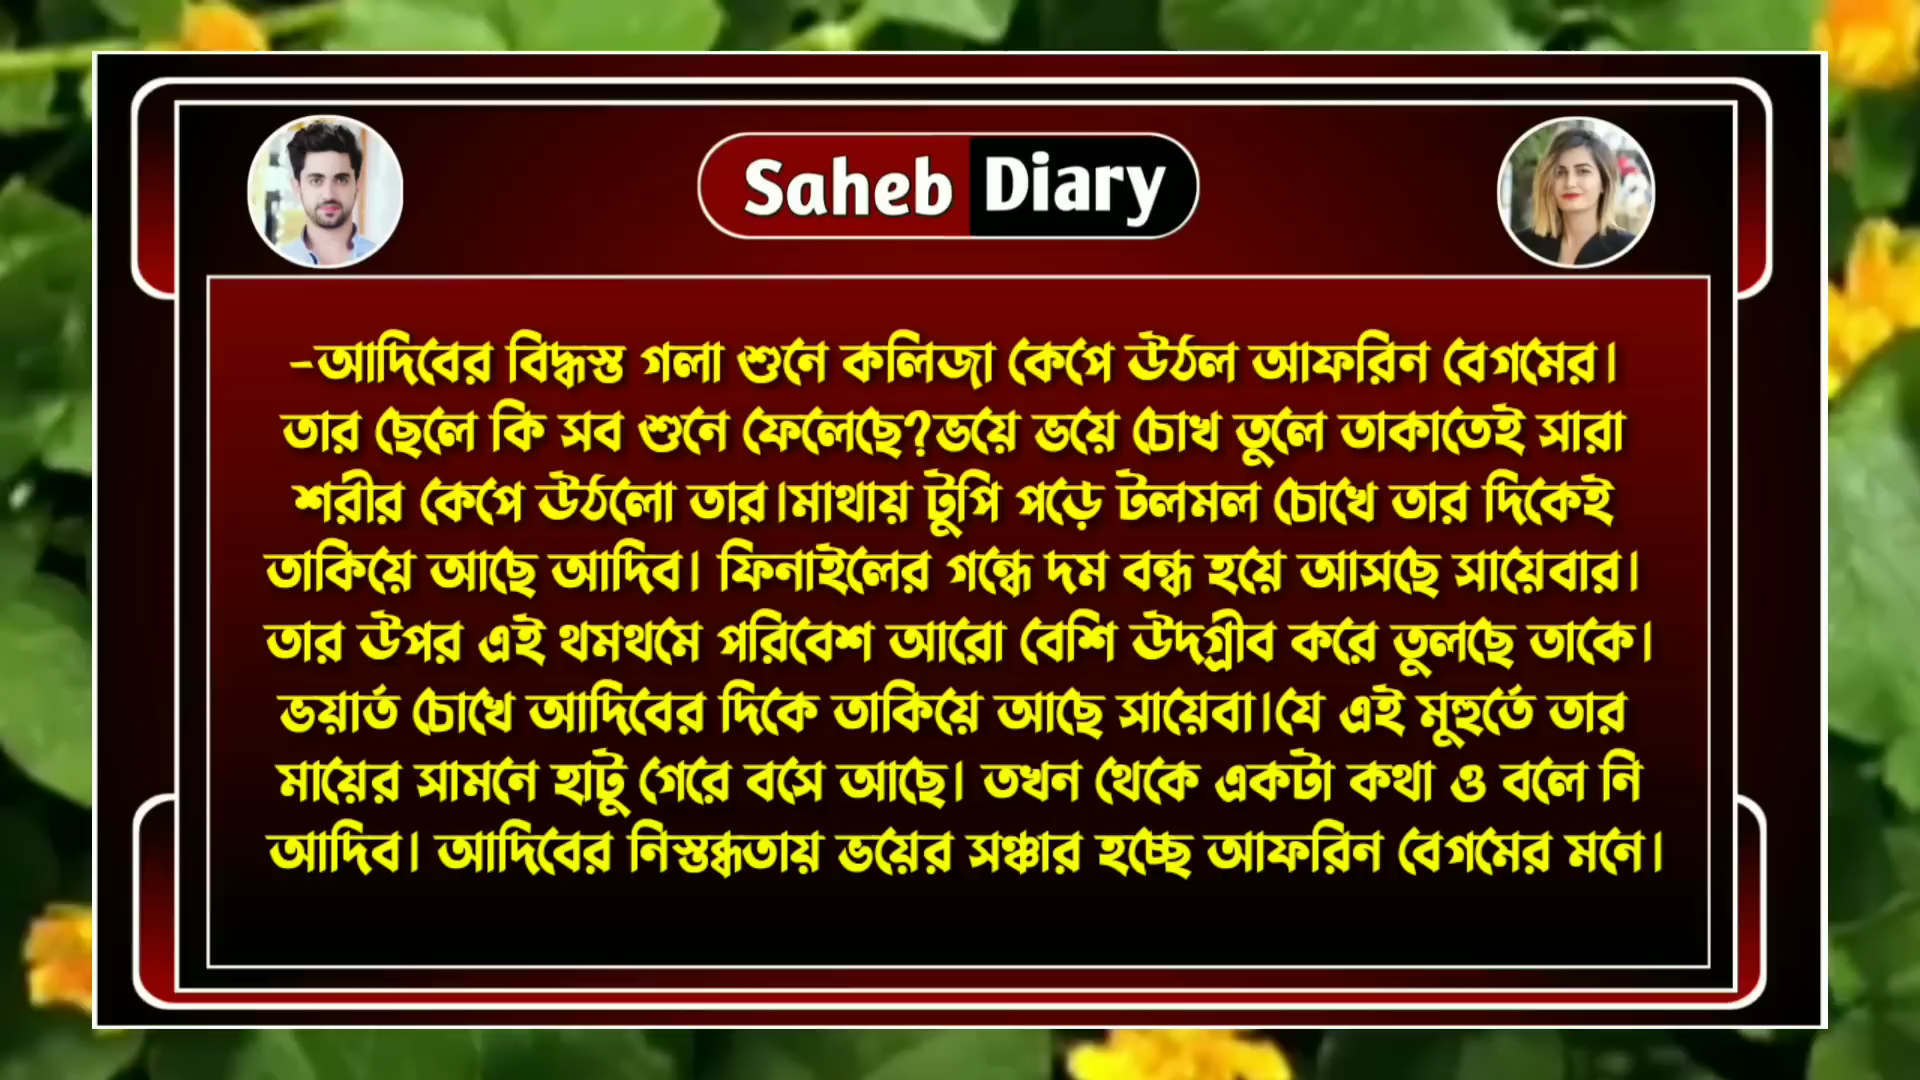 Saheb Diary
-আদিবের বিদ্ধস্ত গলা শুনে কলিজা কেপে উঠল আফরিন বেগমের।
তার ছেলে কি সব শুনে ফেলেছে?ভয়ে ভয়ে চোখ তুলে তাকাতেই সারা
শরীর কেপে উঠলো তার।মাথায় টুপি পড়ে টলমল চোখে তার দিকেই
তাকিয়ে আছে আদিব। ফিনাইলের গন্ধে দম বন্ধ হয়ে আসছে সায়েবার।
তার উপর এই থমথমে পরিবেশ আরো বেশি উদগ্রীব করে তুলছে তাকে।
ভয়ার্ত চোখে আদিবের দিকে তাকিয়ে আছে সায়েবা।যে এই মুহুর্তে তার
মায়ের সামনে হাটু গেরে বসে আছে। তখন থেকে একটা কথা ও বলে নি
আদিব। আদিবের নিস্তব্ধতায় ভয়ের সঞ্চার হচ্ছে আফরিন বেগমের মনে।